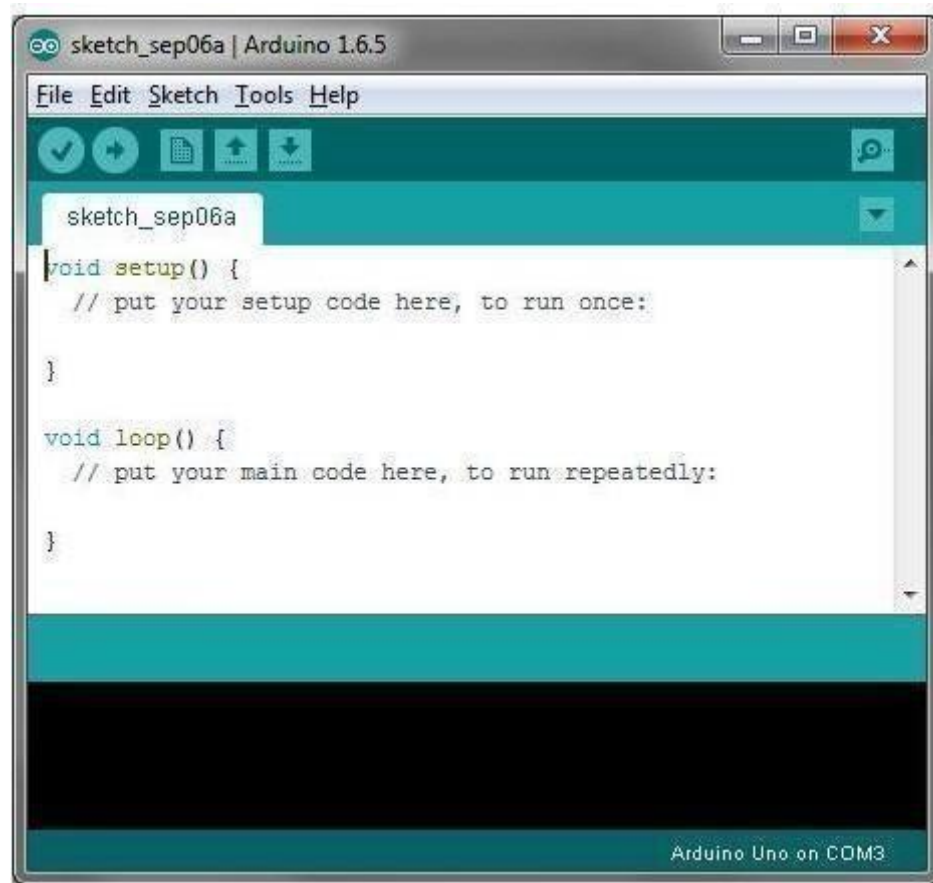 sketch_sep06a | Arduino 1.6.5
File Edit Sketch Tools Help
sketch_sep06a
void setup() {
// put your setup code here, to run once:
}
void loop() {
// put your main code here, to run repeatedly:
}
Arduino Uno on COM3